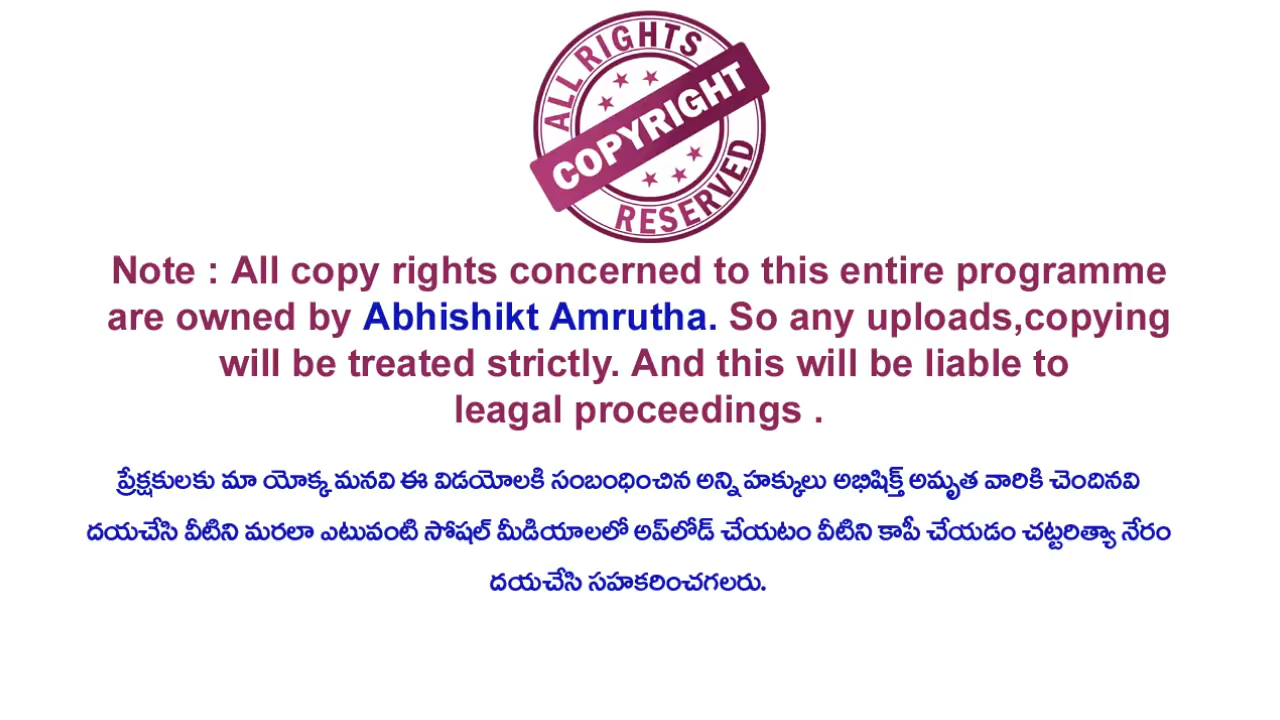 ALL RIGHTS
COPYRIGHT
RESERVED
Note : All copy rights concerned to this entire programme
are owned by Abhishikt Amrutha. So any uploads,copying
will be treated strictly. And this will be liable to
leagal proceedings .
ప్రేక్షకులకు మా యొక్క మనవి ఈ విడయోలకి సంబంధించిన అన్ని హక్కులు అభిషిక్త్ అమృత వారికి చెందినవి
దయచేసి వీటిని మరలా ఎటువంటి సోషల్ మీడియాలలో అప్‌లోడ్ చేయటం వీటిని కాపీ చేయడం చట్టరిత్యా నేరం
దయచేసి సహకరించగలరు.